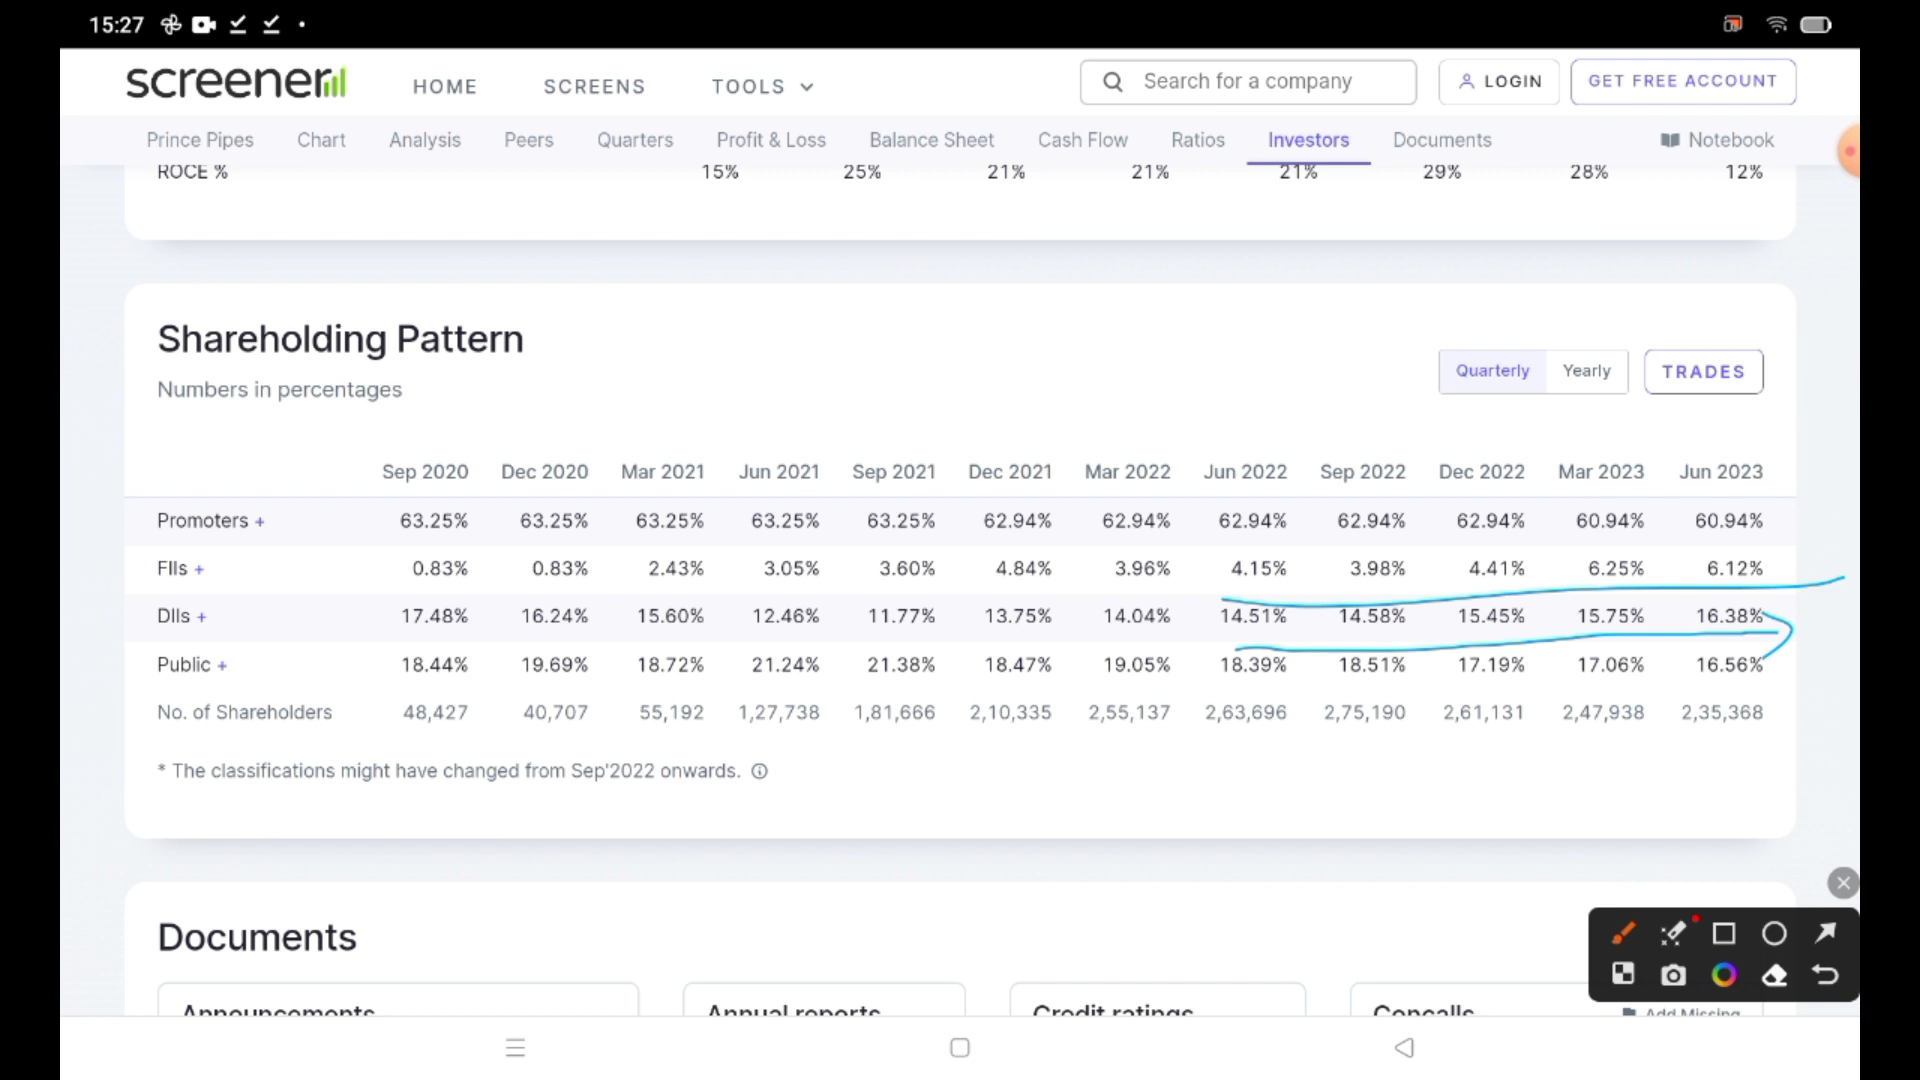 15:27
screener HOME SCREENS TOOLS Search for a company LOGIN GET FREE ACCOUNT
Prince Pipes Chart Analysis Peers Quarters Profit & Loss Balance Sheet Cash Flow Ratios Investors Documents Notebook
ROCE % 15% 25% 21% 21% 21% 29% 28% 12%
Shareholding Pattern
Numbers in percentages
Quarterly Yearly TRADES
Sep 2020 Dec 2020 Mar 2021 Jun 2021 Sep 2021 Dec 2021 Mar 2022 Jun 2022 Sep 2022 Dec 2022 Mar 2023 Jun 2023
Promoters + 63.25% 63.25% 63.25% 63.25% 63.25% 62.94% 62.94% 62.94% 62.94% 62.94% 60.94% 60.94%
FIIs + 0.83% 0.83% 2.43% 3.05% 3.60% 4.84% 3.96% 4.15% 3.98% 4.41% 6.25% 6.12%
DIIs + 17.48% 16.24% 15.60% 12.46% 11.77% 13.75% 14.04% 14.51% 14.58% 15.45% 15.75% 16.38%
Public + 18.44% 19.69% 18.72% 21.24% 21.38% 18.47% 19.05% 18.39% 18.51% 17.19% 17.06% 16.56%
No. of Shareholders 48,427 40,707 55,192 1,27,738 1,81,666 2,10,335 2,55,137 2,63,696 2,75,190 2,61,131 2,47,938 2,35,368
* The classifications might have changed from Sep'2022 onwards.
Documents
Announcements Annual reports Credit ratings Concalls Add Missing